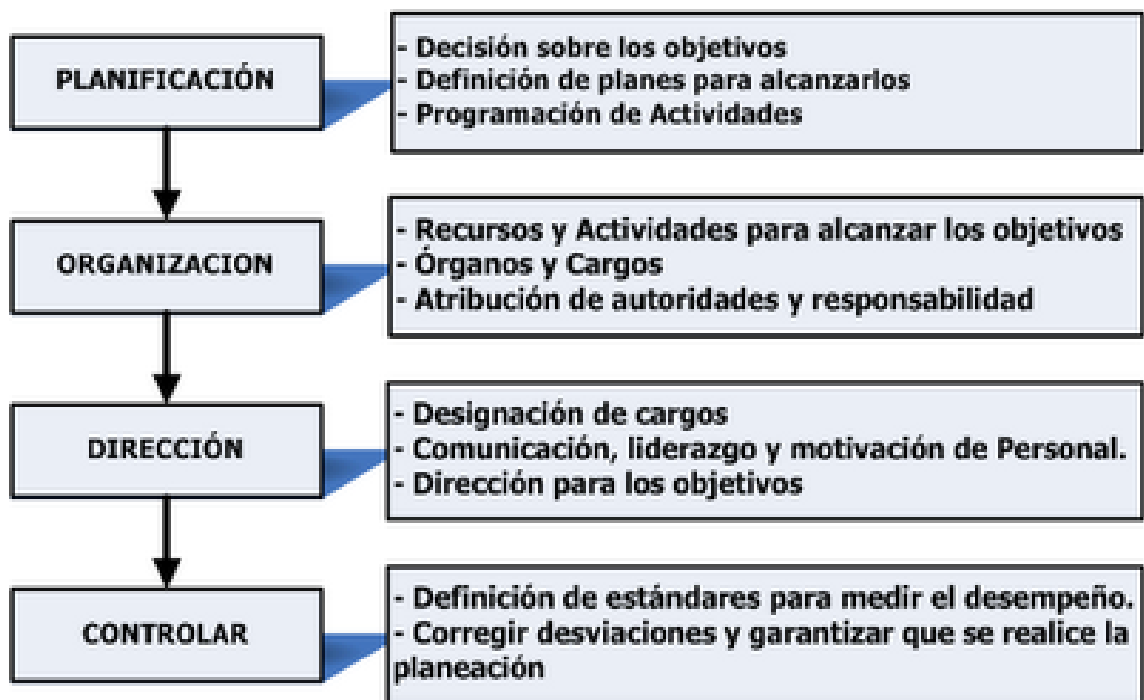 PLANIFICACIÓN
- Decisión sobre los objetivos
- Definición de planes para alcanzarlos
- Programación de Actividades
ORGANIZACION
- Recursos y Actividades para alcanzar los objetivos
- Órganos y Cargos
- Atribución de autoridades y responsabilidad
DIRECCIÓN
- Designación de cargos
- Comunicación, liderazgo y motivación de Personal.
- Dirección para los objetivos
CONTROLAR
- Definición de estándares para medir el desempeño.
- Corregir desviaciones y garantizar que se realice la
planeación